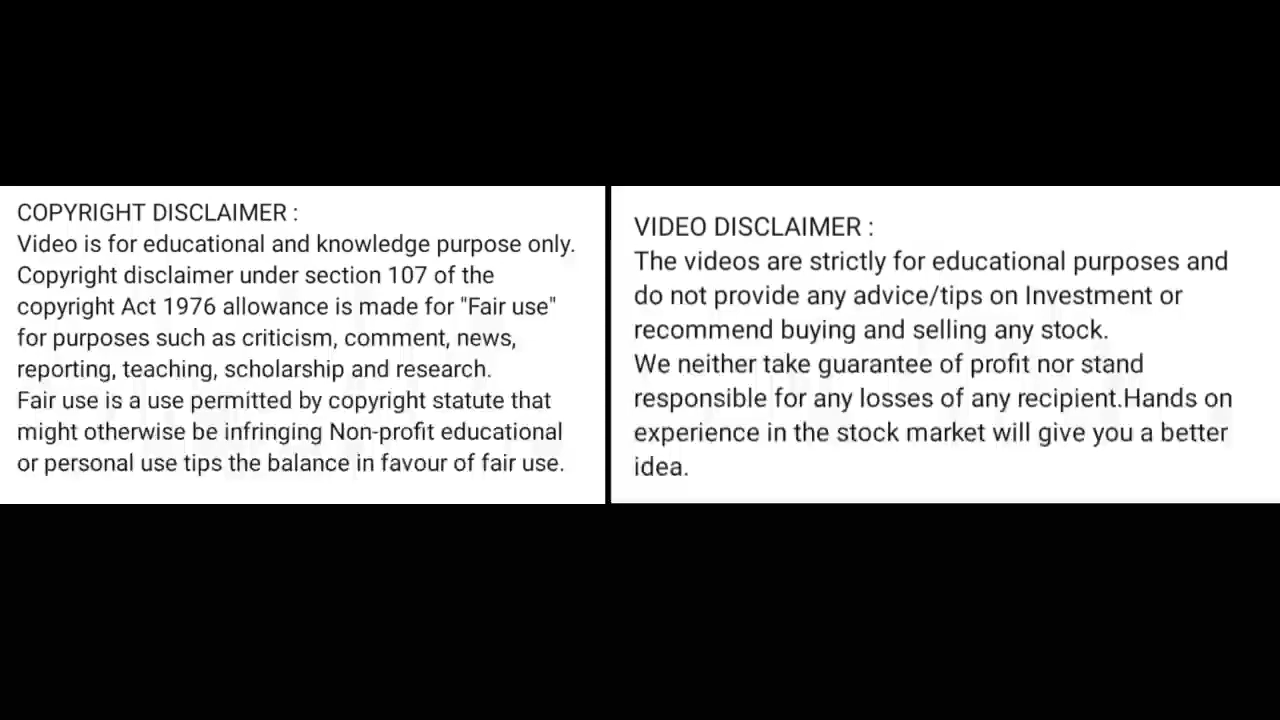 COPYRIGHT DISCLAIMER :
Video is for educational and knowledge purpose only.
Copyright disclaimer under section 107 of the
copyright Act 1976 allowance is made for "Fair use"
for purposes such as criticism, comment, news,
reporting, teaching, scholarship and research.
Fair use is a use permitted by copyright statute that
might otherwise be infringing Non-profit educational
or personal use tips the balance in favour of fair use.
VIDEO DISCLAIMER :
The videos are strictly for educational purposes and
do not provide any advice/tips on Investment or
recommend buying and selling any stock.
We neither take guarantee of profit nor stand
responsible for any losses of any recipient.Hands on
experience in the stock market will give you a better
idea.